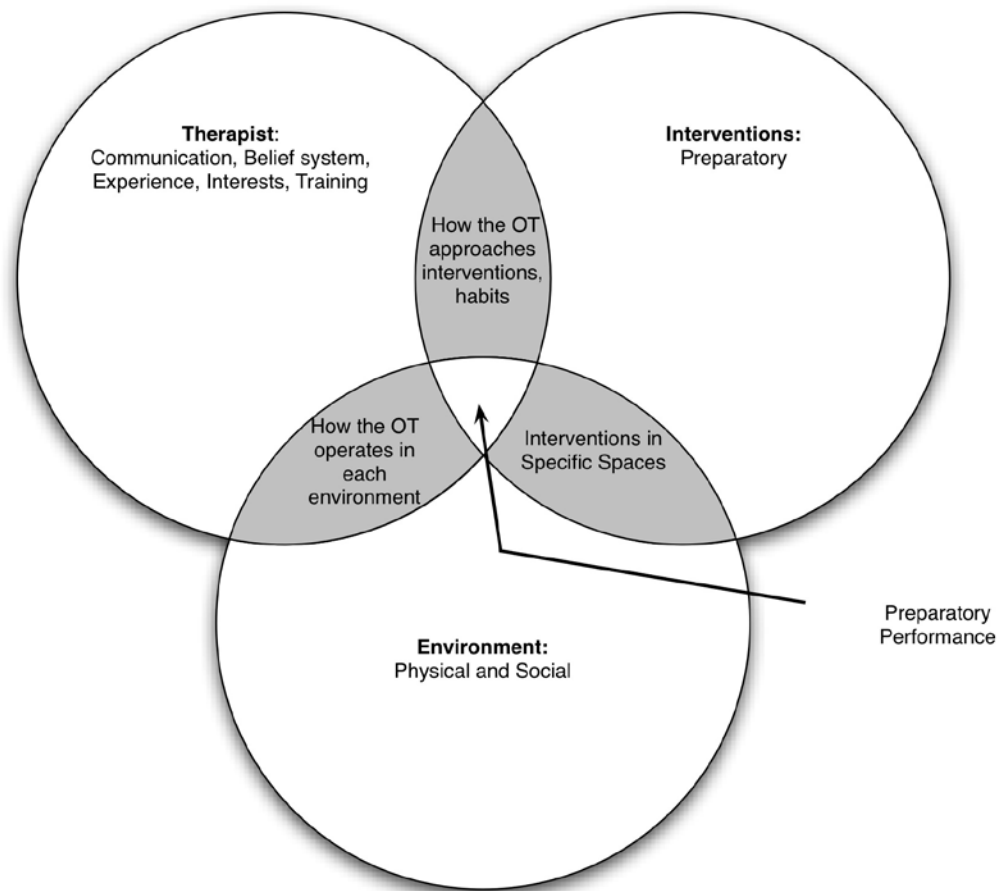 Therapist:
Communication, Belief system,
Experience, Interests, Training
Interventions:
Preparatory
How the OT
approaches
interventions,
habits
How the OT
operates in
each
environment
Interventions in
Specific Spaces
Preparatory
Performance
Environment:
Physical and Social